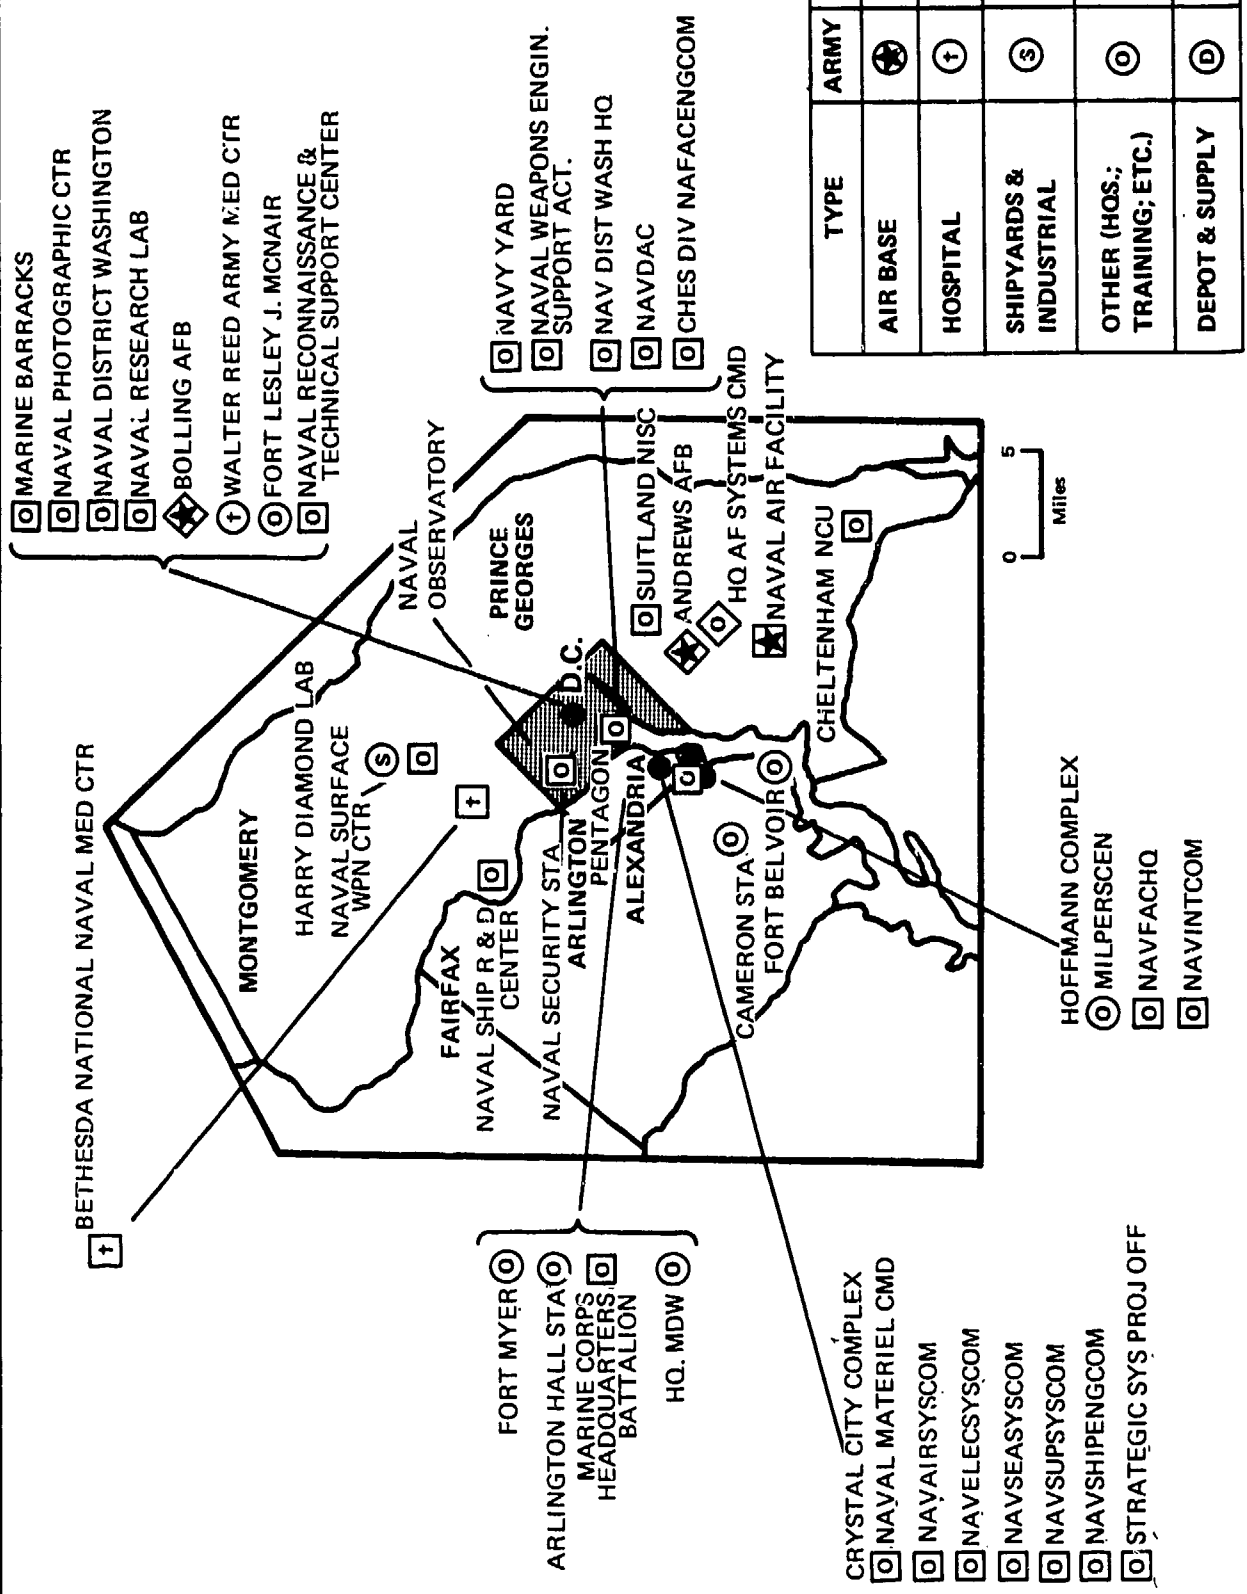 BETHESDA NATIONAL NAVAL MED CTR
t
O MARINE BARRACKS
O NAVAL PHOTOGRAPHIC CTR
O NAVAL DISTRICT WASHINGTON
O NAVAL RESEARCH LAB
BOLLING AFB
t WALTER REED ARMY MED CTR
O FORT LESLEY J. MCNAIR
O NAVAL RECONNAISSANCE &
TECHNICAL SUPPORT CENTER
MONTGOMERY
HARRY DIAMOND LAB
NAVAL SURFACE
WPN CTR
S
O
t
NAVAL
OBSERVATORY
PRINCE
GEORGES
FAIRFAX
NAVAL SHIP R & D
CENTER
O
NAVAL SECURITY STA
O
D.C.
ARLINGTON
PENTAGON
O
ALEXANDRIA
O
CAMERON STA
O
FORT BELVOIR O
O NAVY YARD
O NAVAL WEAPONS ENGIN.
SUPPORT ACT.
O NAV DIST WASH HQ
O NAVDAC
O CHES DIV NAFACENGCOM
O SUITLAND NISC
ANDREWS AFB
O HQ AF SYSTEMS CMD
NAVAL AIR FACILITY
CHELTENHAM NCU
O
0 5
Miles
FORT MYER O
ARLINGTON HALL STA O
MARINE CORPS
HEADQUARTERS O
BATTALION
HQ. MDW O
CRYSTAL CITY COMPLEX
O NAVAL MATERIEL CMD
O NAVAIRSYSCOM
O NAVELECSYSCOM
O NAVSEASYSCOM
O NAVSUPSYSCOM
O NAVSHIPENGCOM
O STRATEGIC SYS PROJ OFF
HOFFMANN COMPLEX
O MILPERSCEN
O NAVFACHQ
O NAVINTCOM
TYPE ARMY
AIR BASE
HOSPITAL t
SHIPYARDS &
INDUSTRIAL S
OTHER (HQS.;
TRAINING; ETC.) O
DEPOT & SUPPLY D